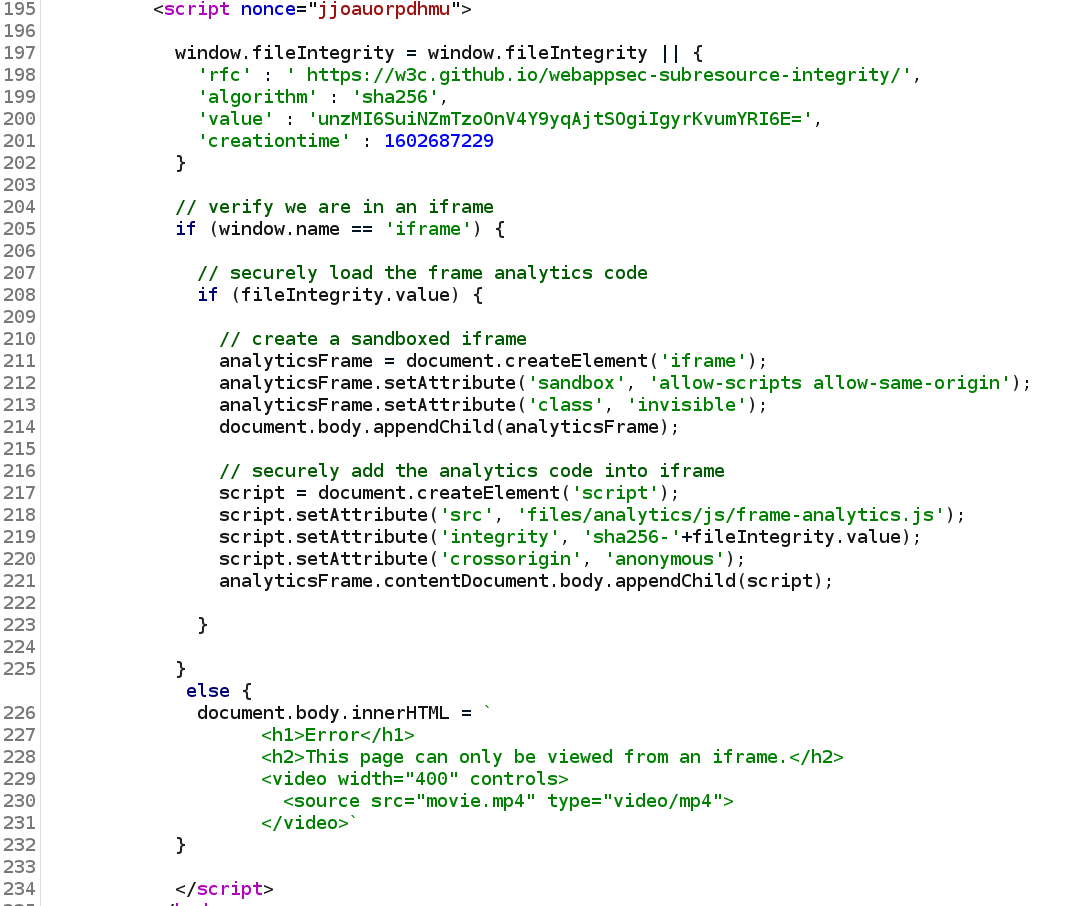 195 <script nonce="jjoauorpdhmu">
196
197 window.fileIntegrity = window.fileIntegrity || {
198 'rfc' : ' https://w3c.github.io/webappsec-subresource-integrity/',
199 'algorithm' : 'sha256',
200 'value' : 'unzMI6SuiNZmTzoOnV4Y9yqAjtSOgiIgyrKvumYRI6E=',
201 'creationtime' : 1602687229
202 }
203
204 // verify we are in an iframe
205 if (window.name == 'iframe') {
206
207 // securely load the frame analytics code
208 if (fileIntegrity.value) {
209
210 // create a sandboxed iframe
211 analyticsFrame = document.createElement('iframe');
212 analyticsFrame.setAttribute('sandbox', 'allow-scripts allow-same-origin');
213 analyticsFrame.setAttribute('class', 'invisible');
214 document.body.appendChild(analyticsFrame);
215
216 // securely add the analytics code into iframe
217 script = document.createElement('script');
218 script.setAttribute('src', 'files/analytics/js/frame-analytics.js');
219 script.setAttribute('integrity', 'sha256-'+fileIntegrity.value);
220 script.setAttribute('crossorigin', 'anonymous');
221 analyticsFrame.contentDocument.body.appendChild(script);
222
223 }
224
225 }
else {
226 document.body.innerHTML = `
227 <h1>Error</h1>
228 <h2>This page can only be viewed from an iframe.</h2>
229 <video width="400" controls>
230 <source src="movie.mp4" type="video/mp4">
231 </video>`
232 }
233
234 </script>